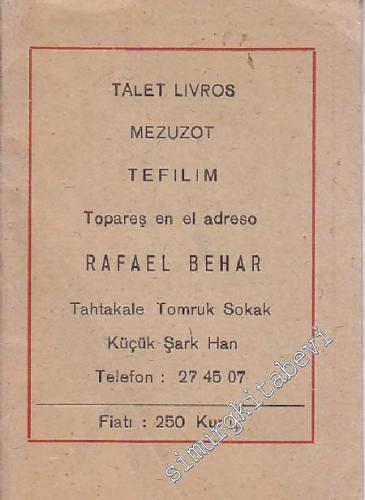 TALET LIVROS
MEZUZOT
TEFILIM
Topareş en el adreso
RAFAEL BEHAR
Tahtakale Tomruk Sokak
Küçük Şark Han
Telefon : 27 45 07
Fiatı : 250 Kuruş
simurgkitabevi